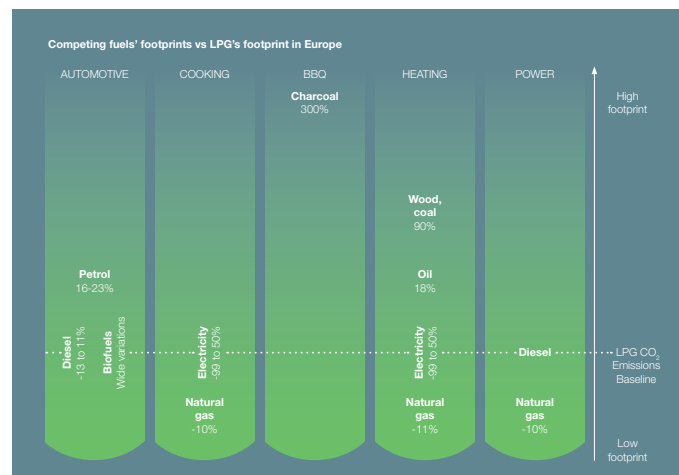 Competing fuels' footprints vs LPG's footprint in Europe
AUTOMOTIVE
COOKING
BBQ
HEATING
POWER
Charcoal
300%
High
footprint
Wood,
coal
90%
Petrol
16-23%
Oil
18%
Diesel
-13 to 11%
Biofuels
Wide variations
Electricity
-99 to 50%
Electricity
-99 to 50%
Diesel
LPG CO₂
Emissions
Baseline
Natural
gas
-10%
Natural
gas
-11%
Natural
gas
-10%
Low
footprint